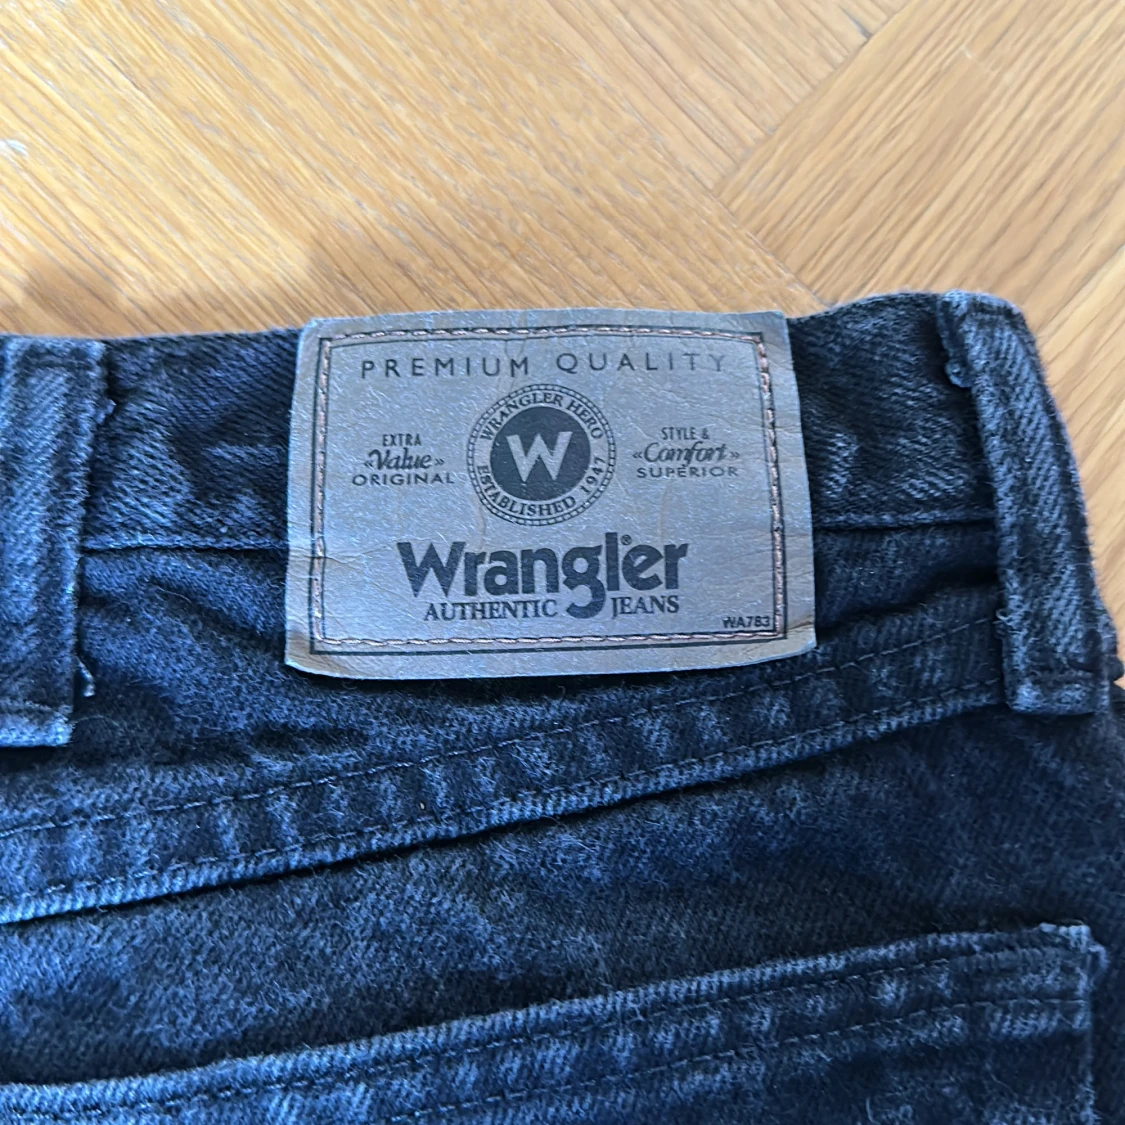 PREMIUM QUALITY
EXTRA
«Value»
ORIGINAL
WRANGLER HERO
W
ESTABLISHED 1947
STYLE &
«Comfort»
SUPERIOR
Wrangler®
AUTHENTIC JEANS
WA783